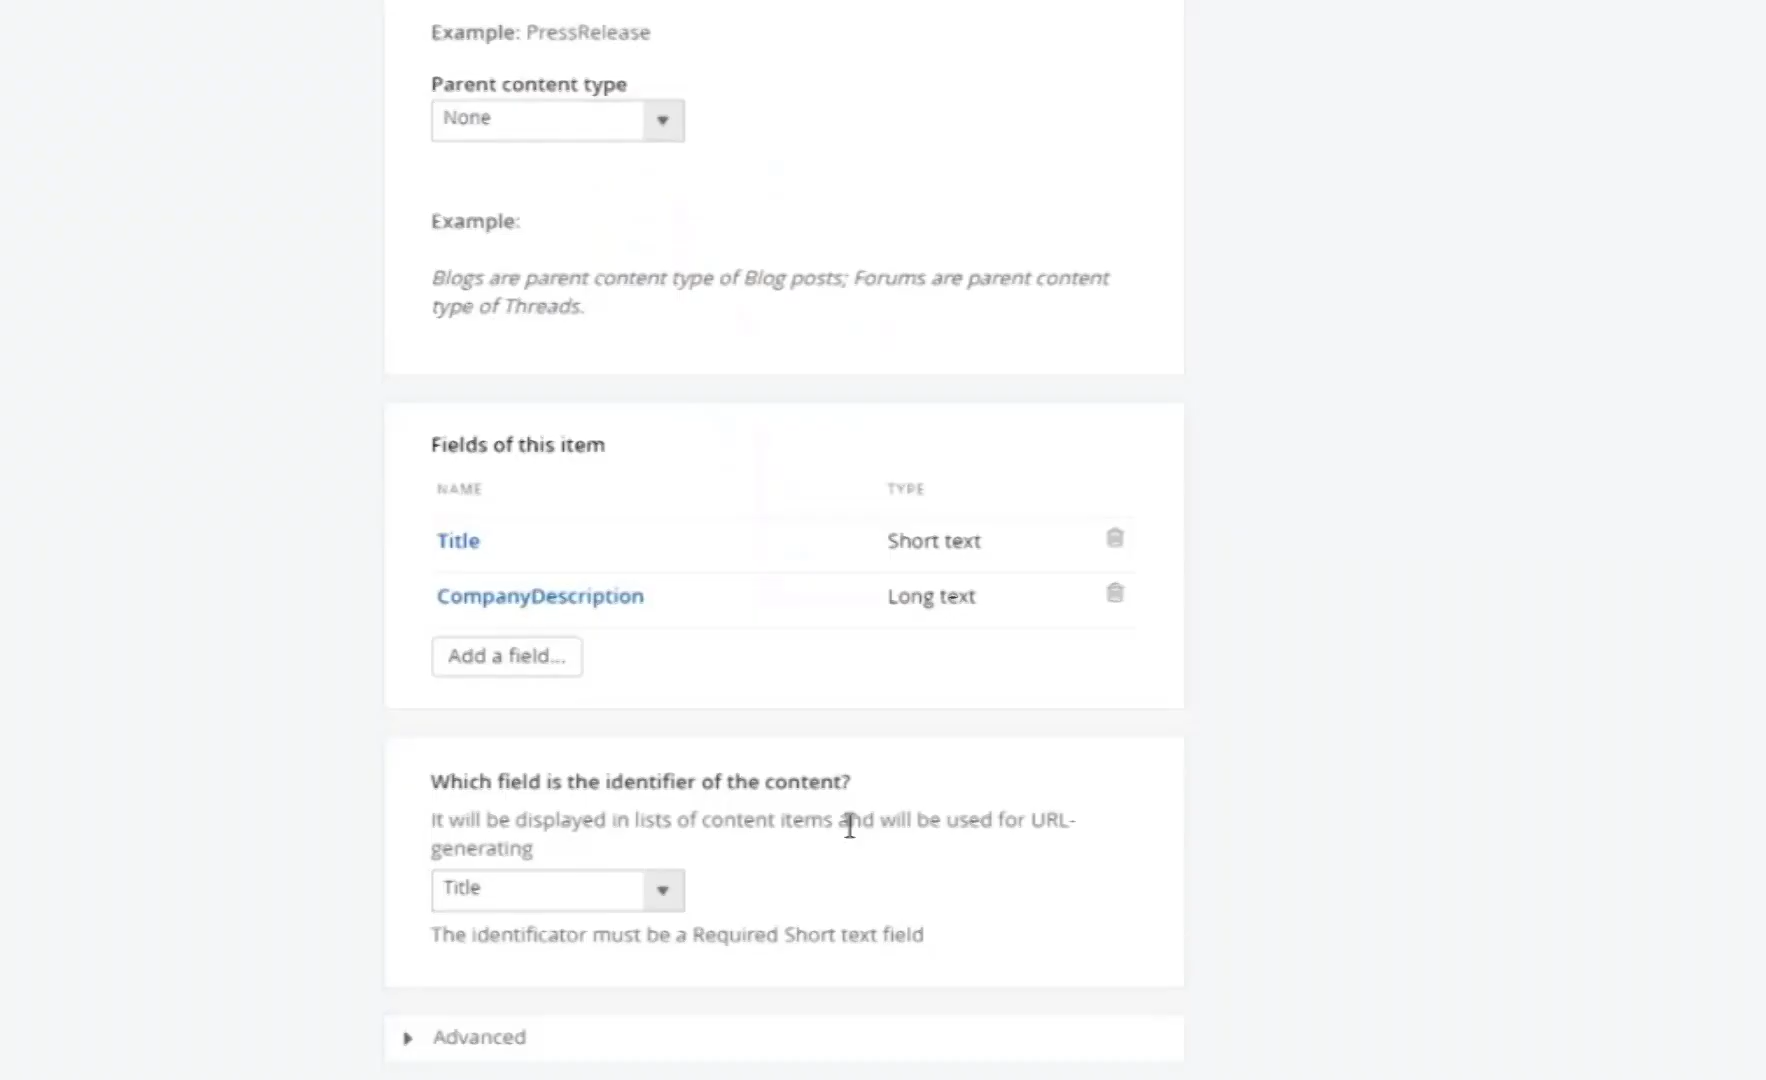 Example: PressRelease
Parent content type
None
Example:
Blogs are parent content type of Blog posts; Forums are parent content
type of Threads.
Fields of this item
NAME TYPE
Title Short text
CompanyDescription Long text
Add a field...
Which field is the identifier of the content?
It will be displayed in lists of content items and will be used for URL-
generating
Title
The identificator must be a Required Short text field
Advanced